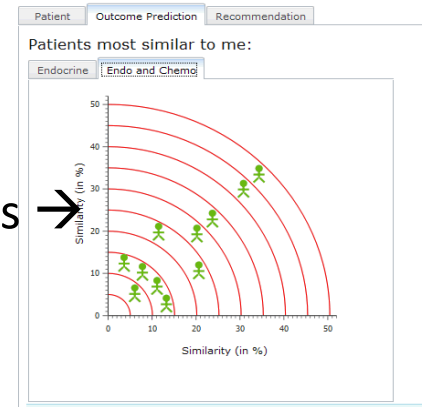 Patient Outcome Prediction Recommendation
Patients most similar to me:
Endocrine Endo and Chemo
50
40
30
20
10
0
Similarity (in %)
s →
0 10 20 30 40 50
Similarity (in %)